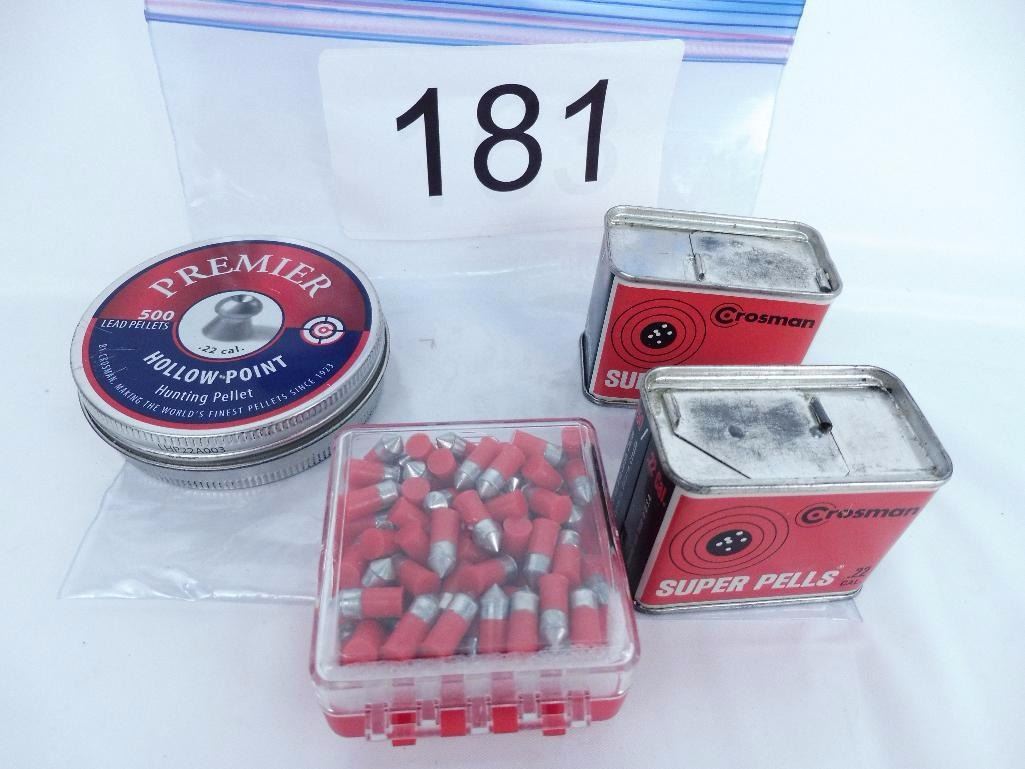 181
PREMIER
500
LEAD PELLETS
.22 cal.
HOLLOW-POINT
Hunting Pellet
BY CROSMAN, MAKING THE WORLD'S FINEST PELLETS SINCE 1923
LHP22A003
Crosman
SU
Crosman
SUPER PELLS®
.22
CAL